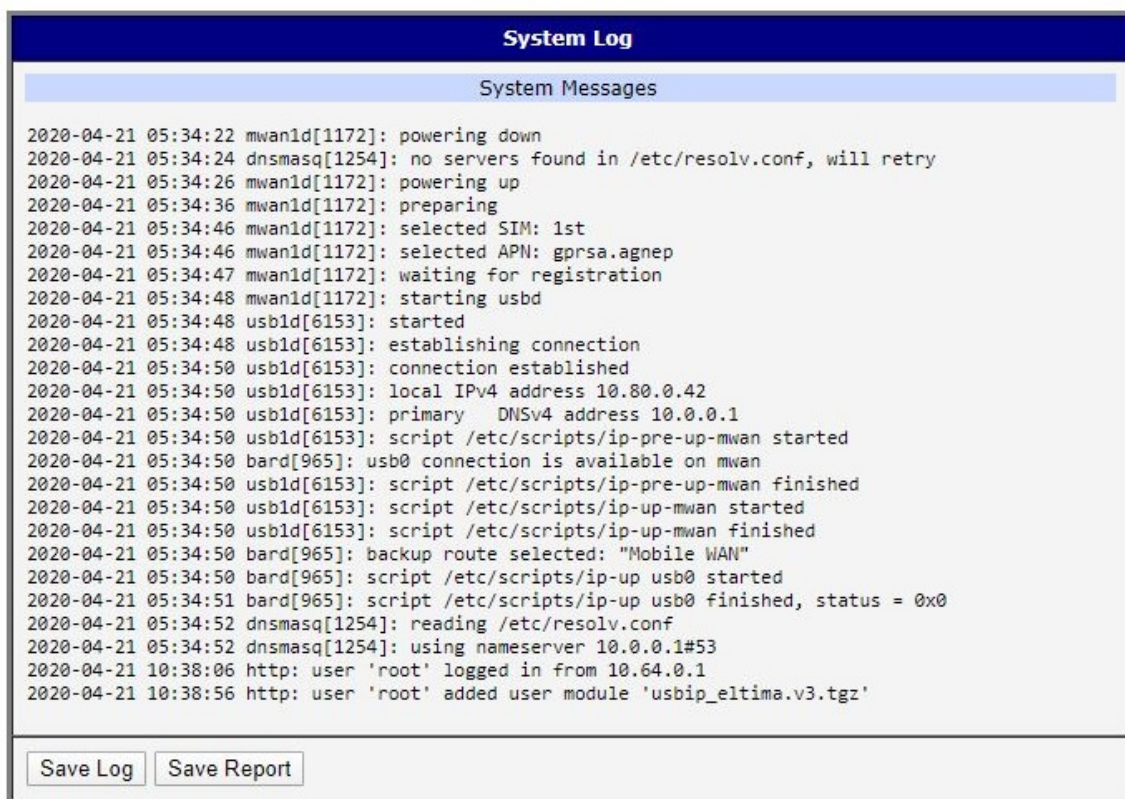 System Log
System Messages
2020-04-21 05:34:22 mwan1d[1172]: powering down
2020-04-21 05:34:24 dnsmasq[1254]: no servers found in /etc/resolv.conf, will retry
2020-04-21 05:34:26 mwan1d[1172]: powering up
2020-04-21 05:34:36 mwan1d[1172]: preparing
2020-04-21 05:34:46 mwan1d[1172]: selected SIM: 1st
2020-04-21 05:34:46 mwan1d[1172]: selected APN: gprsa.agnep
2020-04-21 05:34:47 mwan1d[1172]: waiting for registration
2020-04-21 05:34:48 mwan1d[1172]: starting usbd
2020-04-21 05:34:48 usb1d[6153]: started
2020-04-21 05:34:48 usb1d[6153]: establishing connection
2020-04-21 05:34:50 usb1d[6153]: connection established
2020-04-21 05:34:50 usb1d[6153]: local IPv4 address 10.80.0.42
2020-04-21 05:34:50 usb1d[6153]: primary   DNSv4 address 10.0.0.1
2020-04-21 05:34:50 usb1d[6153]: script /etc/scripts/ip-pre-up-mwan started
2020-04-21 05:34:50 bard[965]: usb0 connection is available on mwan
2020-04-21 05:34:50 usb1d[6153]: script /etc/scripts/ip-pre-up-mwan finished
2020-04-21 05:34:50 usb1d[6153]: script /etc/scripts/ip-up-mwan started
2020-04-21 05:34:50 usb1d[6153]: script /etc/scripts/ip-up-mwan finished
2020-04-21 05:34:50 bard[965]: backup route selected: "Mobile WAN"
2020-04-21 05:34:50 bard[965]: script /etc/scripts/ip-up usb0 started
2020-04-21 05:34:51 bard[965]: script /etc/scripts/ip-up usb0 finished, status = 0x0
2020-04-21 05:34:52 dnsmasq[1254]: reading /etc/resolv.conf
2020-04-21 05:34:52 dnsmasq[1254]: using nameserver 10.0.0.1#53
2020-04-21 10:38:06 http: user 'root' logged in from 10.64.0.1
2020-04-21 10:38:56 http: user 'root' added user module 'usbip_eltima.v3.tgz'
Save Log Save Report